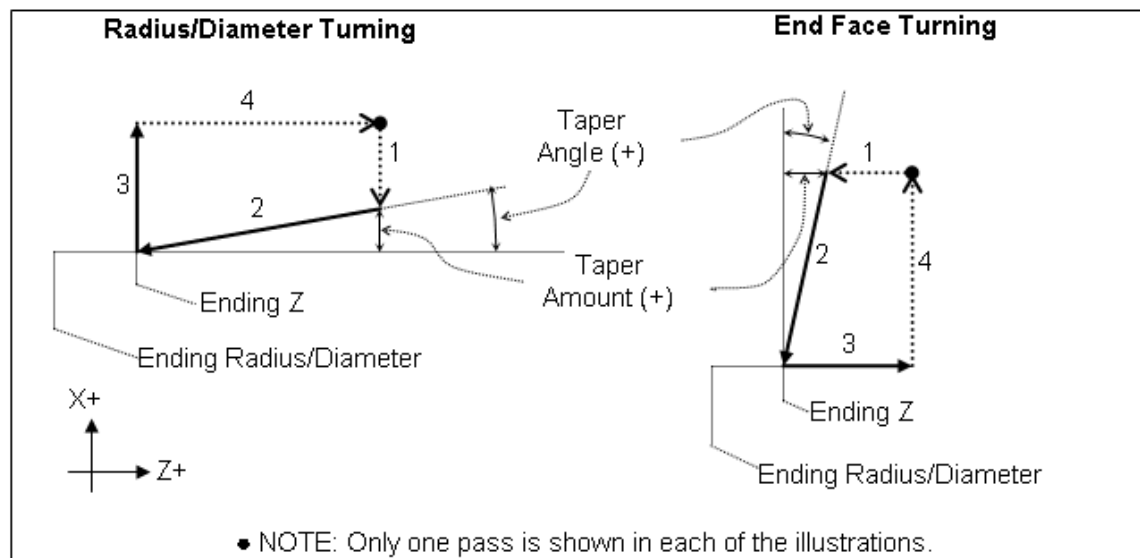 Radius/Diameter Turning
End Face Turning
4
1
3
2
Taper
Angle (+)
1
2
4
3
Taper
Amount (+)
Ending Z
Ending Radius/Diameter
Ending Z
Ending Radius/Diameter
X+
Z+
● NOTE: Only one pass is shown in each of the illustrations.